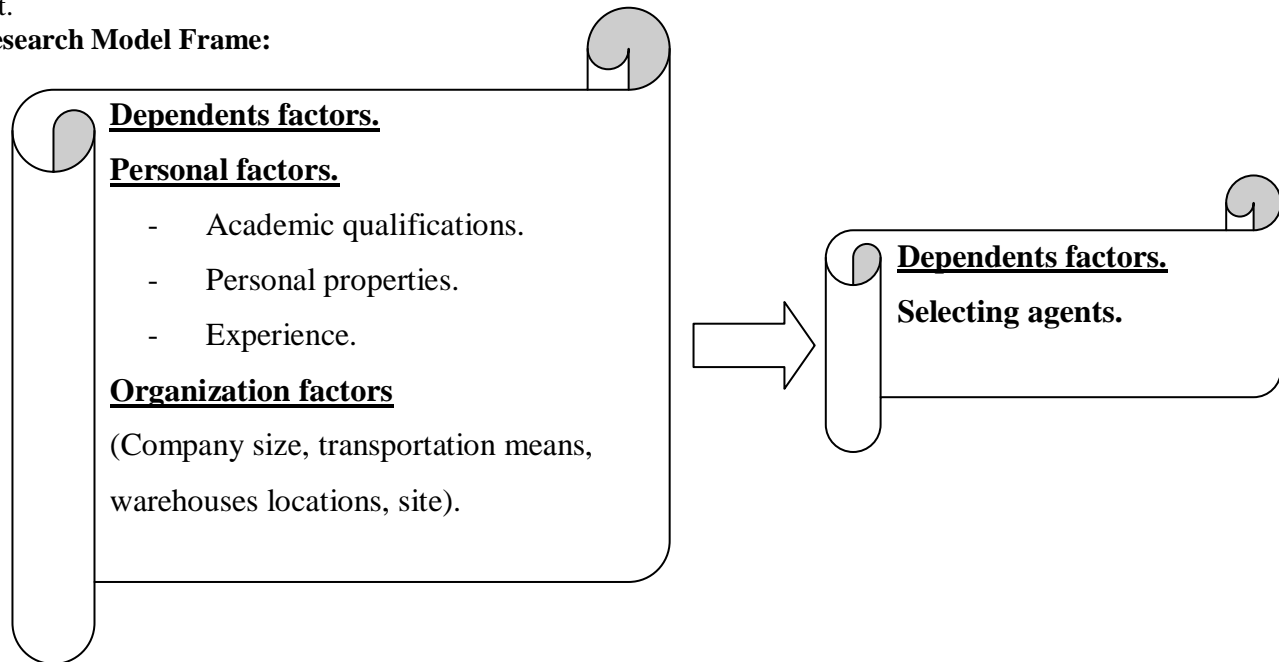 t.
esearch Model Frame:
Dependents factors.
Personal factors.
- Academic qualifications.
- Personal properties.
- Experience.
Organization factors
(Company size, transportation means,
warehouses locations, site).
Dependents factors.
Selecting agents.